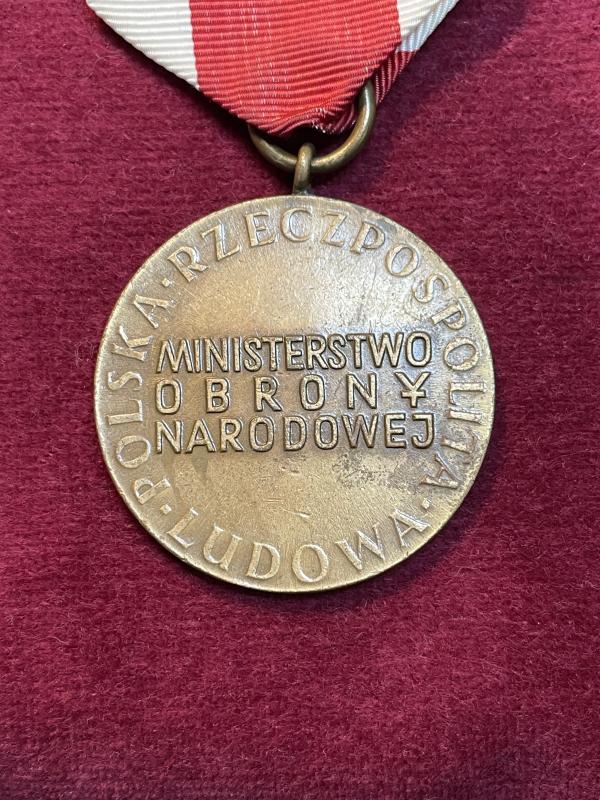 ·POLSKA·RZECZPOSPOLITA·LUDOWA·
MINISTERSTWO
OBRONY
NARODOWEJ